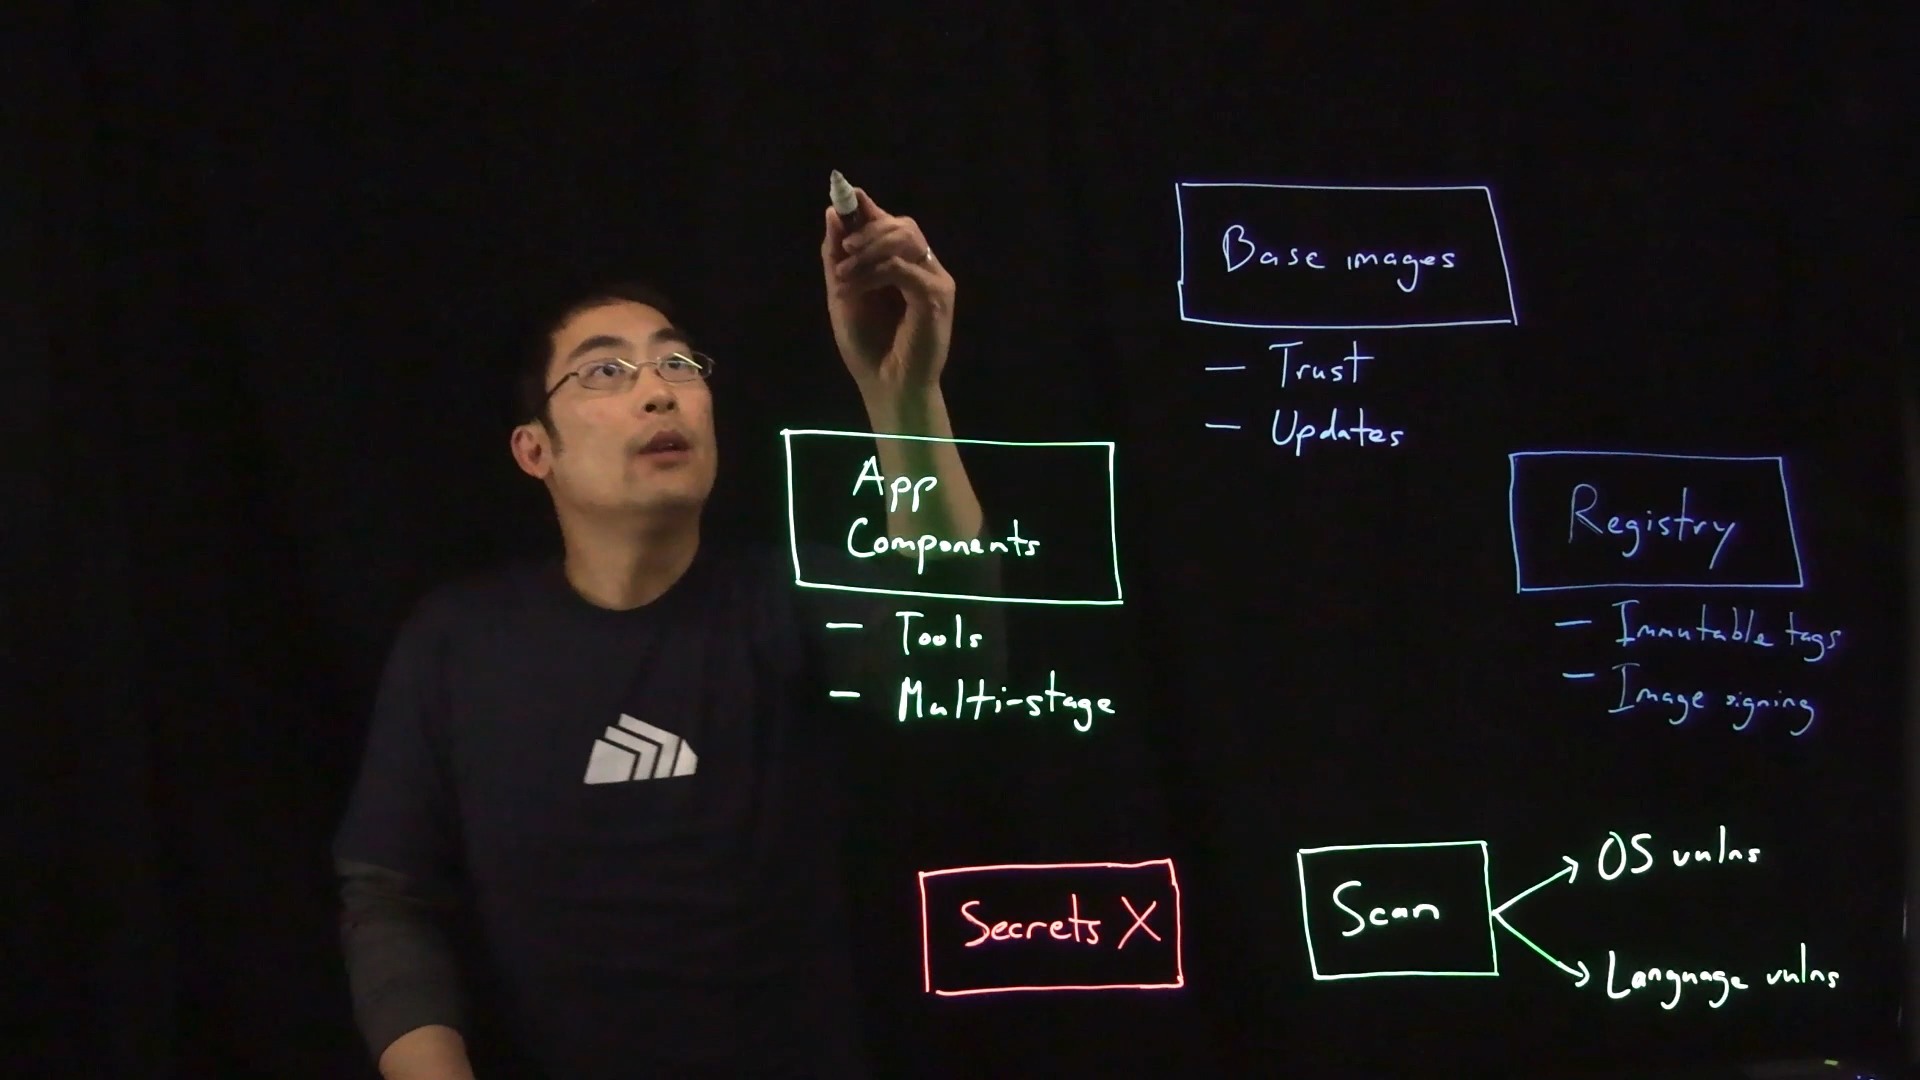 Base images
— Trust
— Updates
App
Components
— Tools
— Multi-stage
Registry
— Immutable tags
— Image signing
Secrets X
Scan
OS vulns
Language vulns